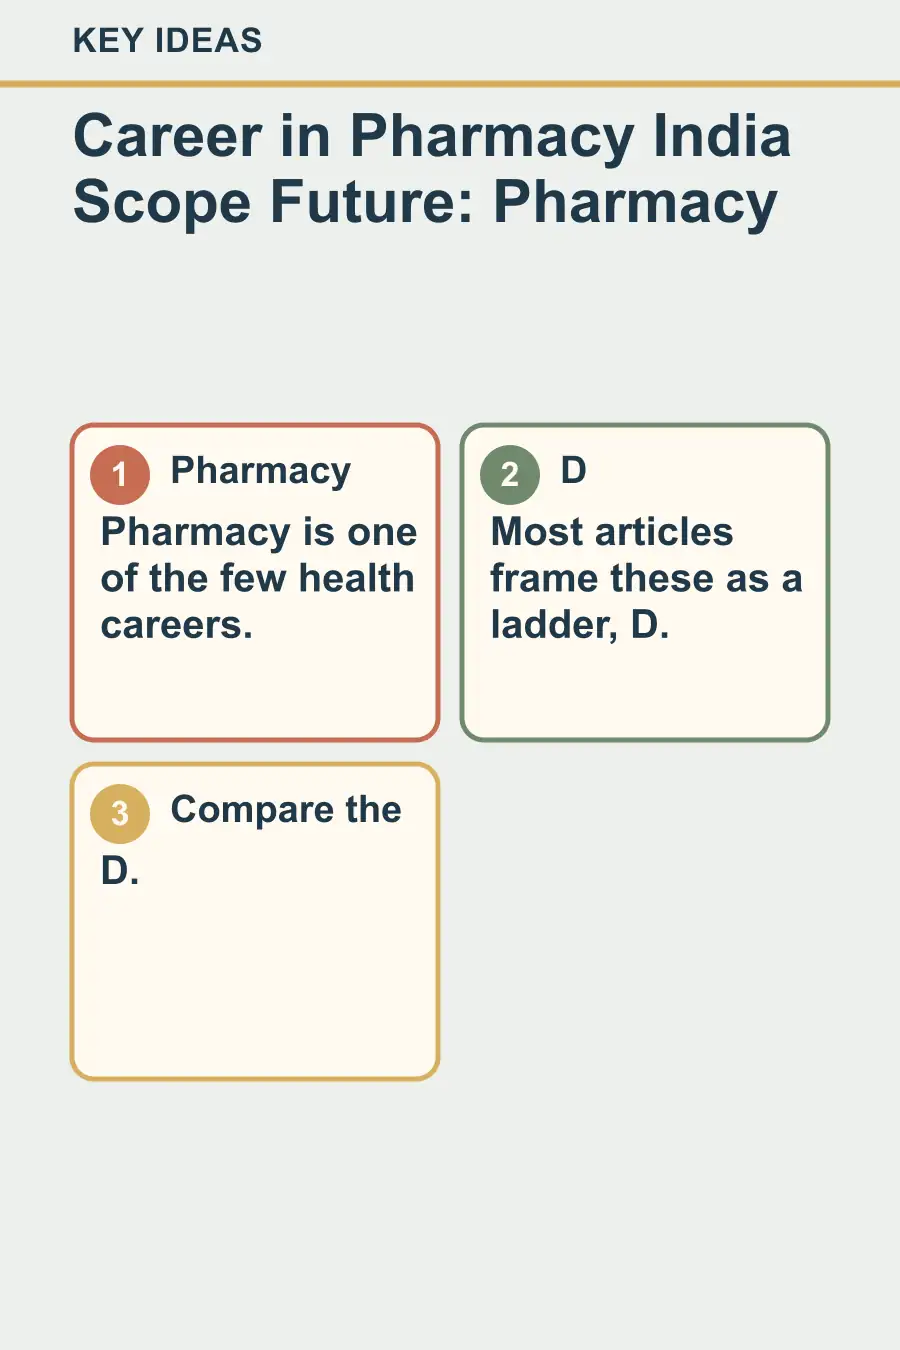 KEY IDEAS
Career in Pharmacy India
Scope Future: Pharmacy
1 Pharmacy
Pharmacy is one
of the few health
careers.
2 D
Most articles
frame these as a
ladder, D.
3 Compare the
D.